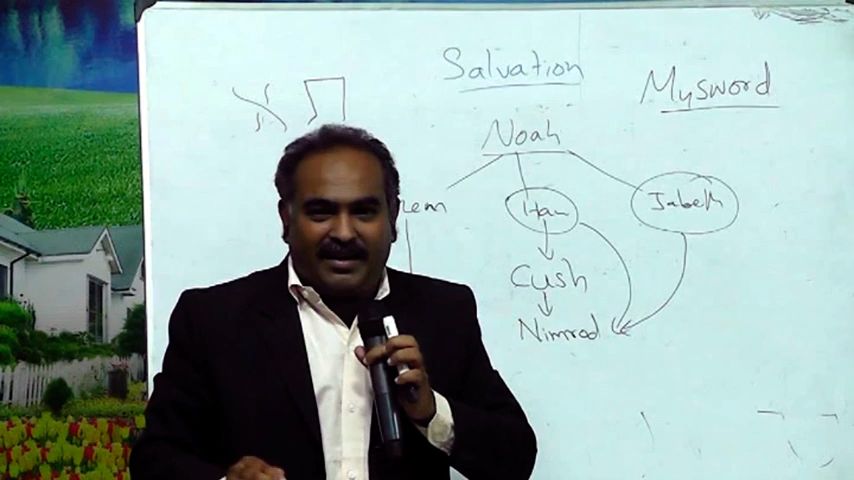 Salvation
Mysword
א ת
Noah
Ham Jabeth
Cush
Nimrod